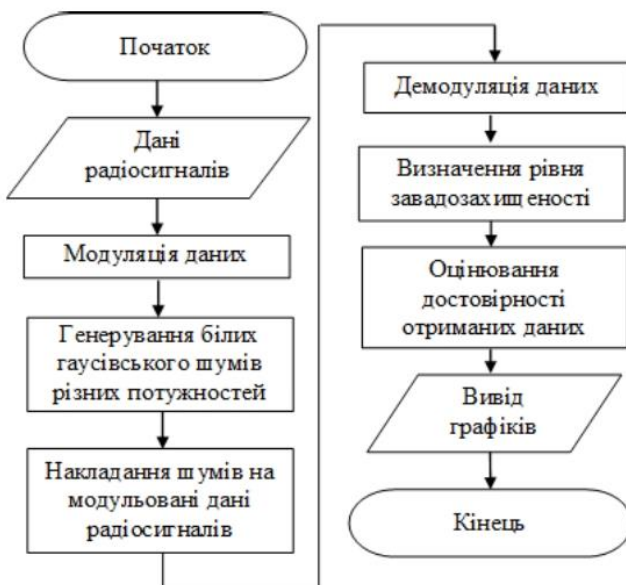 Початок
Дані
радіосигналів
Модуляція даних
Генерування білих
гаусівського шумів
різних потужностей
Накладання шумів на
модульовані дані
радіосигналів
Демодуляція даних
Визначення рівня
завадозахищеності
Оцінювання
достовірності
отриманих даних
Вивід
графіків
Кінець